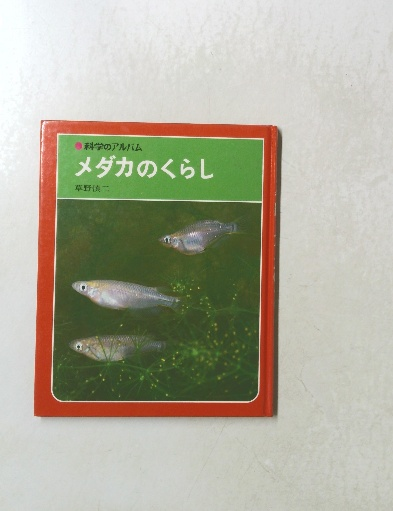 ●科学のアルバム
メダカのくらし
草野慎二